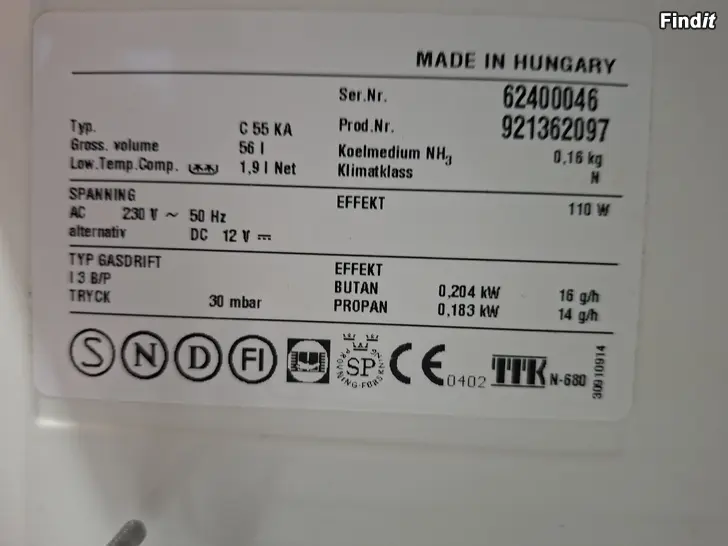 Findit
MADE IN HUNGARY
Ser.Nr. 62400046
Typ. C 55 KA Prod.Nr. 921362097
Gross. volume 56 l Koelmedium NH3 0,16 kg
Low.Temp.Comp. 1,9 l Net Klimatklass N
SPANNING EFFEKT 110 W
AC 230 V ~ 50 Hz
alternativ DC 12 V ⎓
TYP GASDRIFT EFFEKT
I 3 B/P BUTAN 0,204 kW 16 g/h
TRYCK 30 mbar PROPAN 0,183 kW 14 g/h
S N D FI SP CE 0402 TTK N-680
PROVNING-FORSKNING
30910914